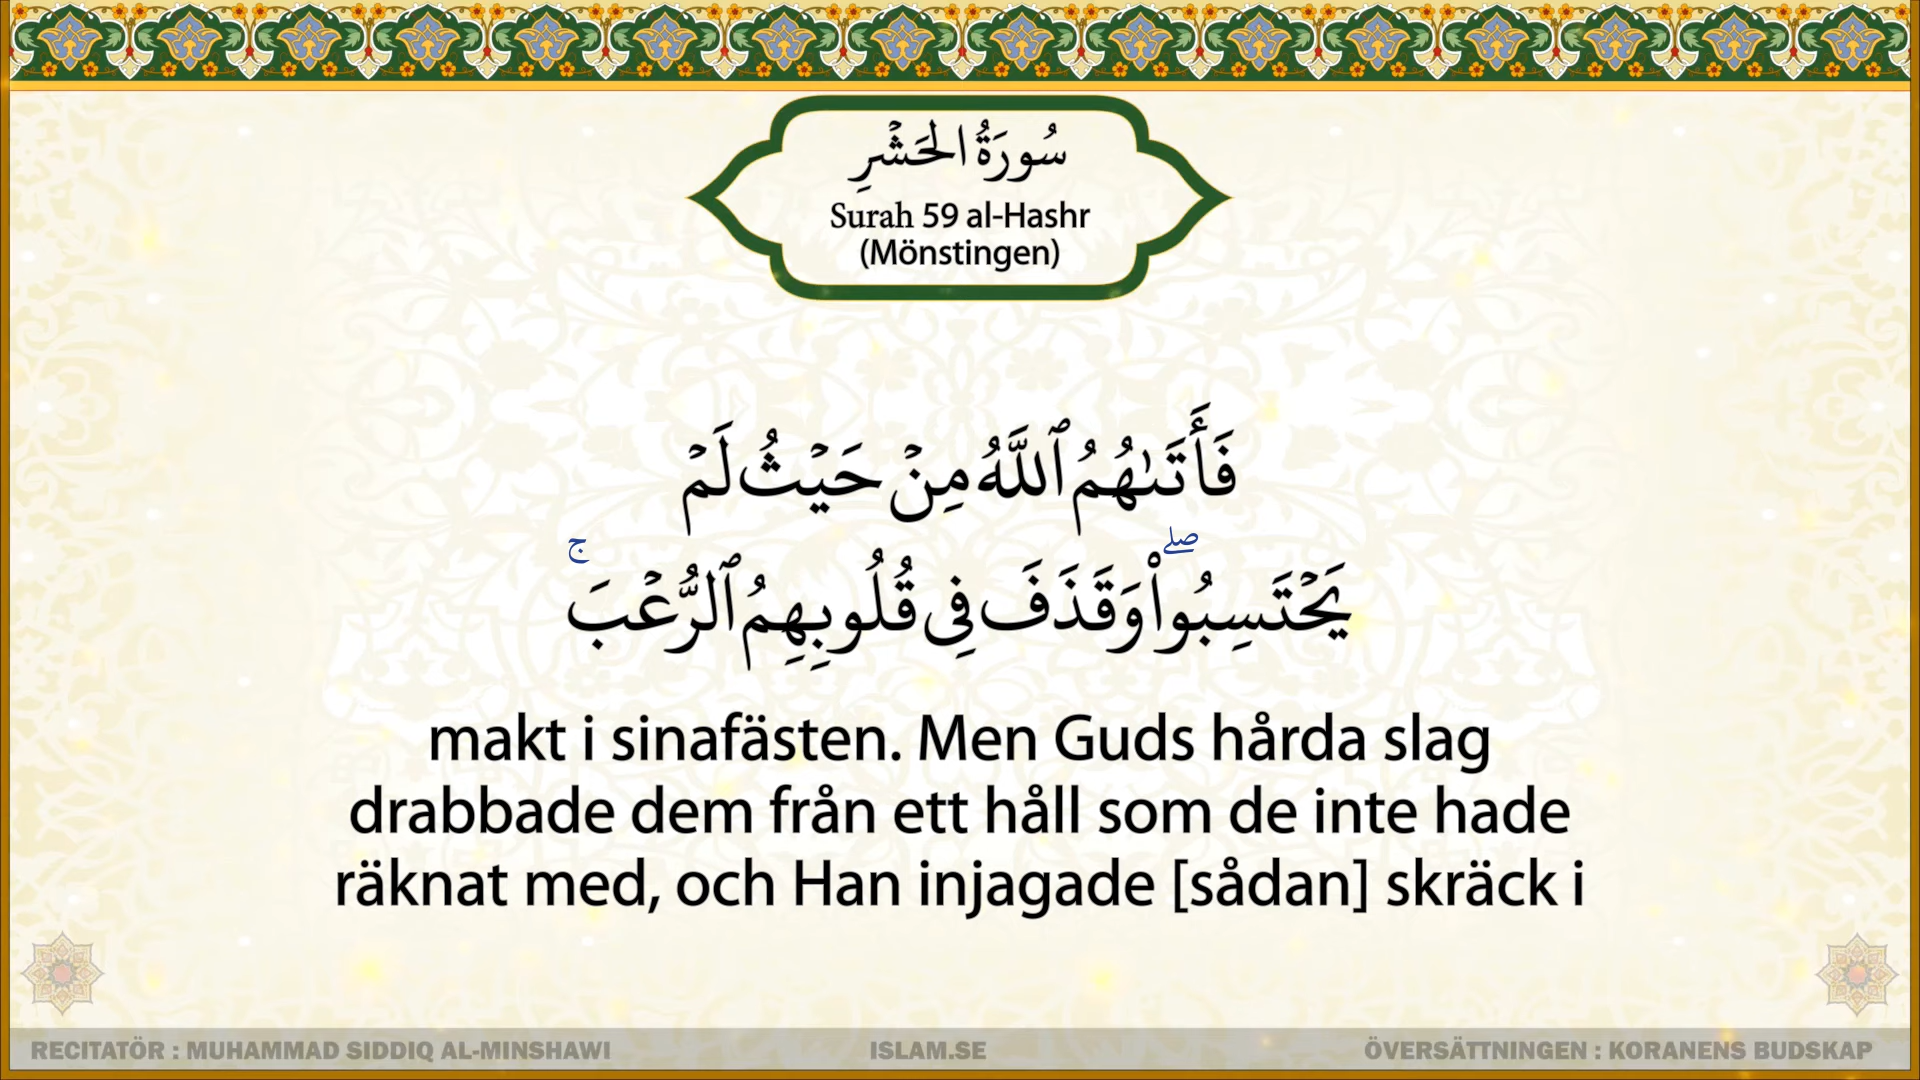 سُورَةُ الحَشْرِ
Surah 59 al-Hashr
(Mönstingen)
فَأَتَىٰهُمُ ٱللَّهُ مِنۡ حَيۡثُ لَمۡ
يَحۡتَسِبُواْۖ وَقَذَفَ فِي قُلُوبِهِمُ ٱلرُّعۡبَۚ
makt i sinafästen. Men Guds hårda slag
drabbade dem från ett håll som de inte hade
räknat med, och Han injagade [sådan] skräck i
RECITATÖR : MUHAMMAD SIDDIQ AL-MINSHAWI
ISLAM.SE
ÖVERSÄTTNINGEN : KORANENS BUDSKAP